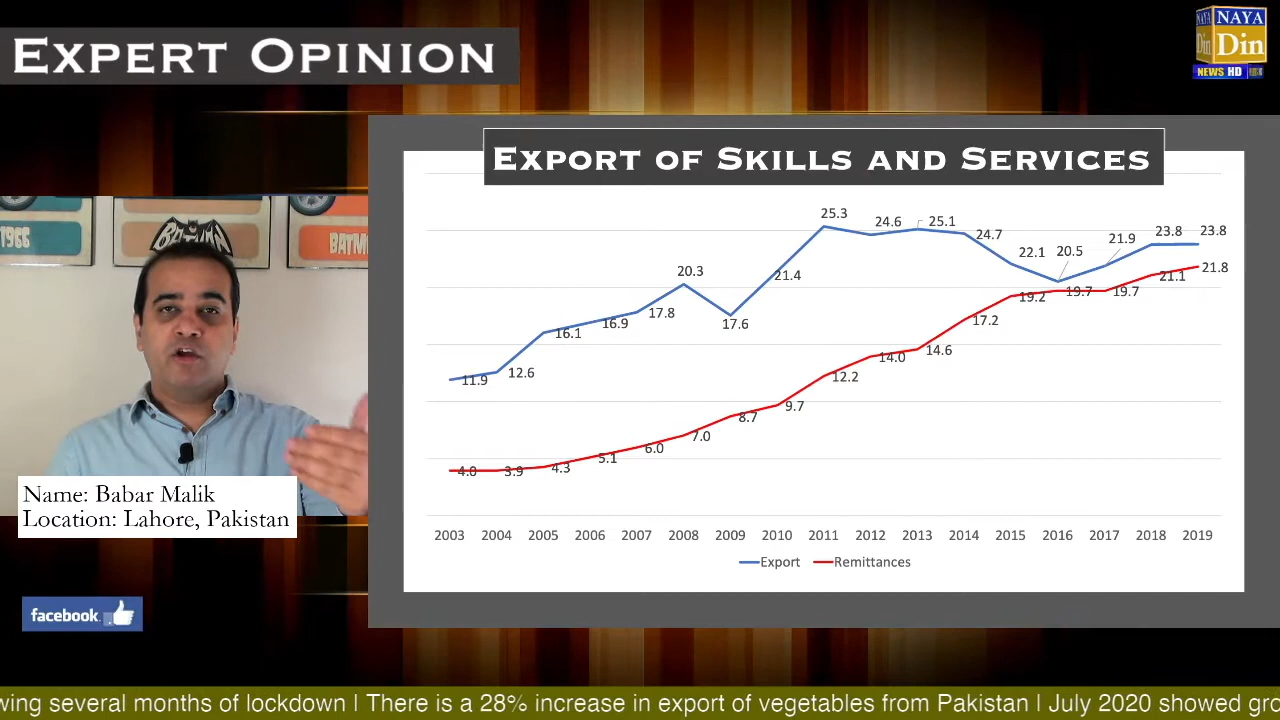 EXPERT OPINION
NAYA
NAYA
Din
Din
NEWS HD
EXPORT OF SKILLS AND SERVICES
1966
BATMAN
BATM
25.3
24.6
25.1
24.7
22.1
20.5
21.9
23.8
23.8
20.3
21.4
17.6
17.8
16.9
16.1
12.6
11.9
21.8
21.1
19.7
19.7
19.2
17.2
14.6
14.0
12.2
9.7
8.7
7.0
6.0
5.1
4.3
3.9
4.0
2003 2004 2005 2006 2007 2008 2009 2010 2011 2012 2013 2014 2015 2016 2017 2018 2019
Export Remittances
Name: Babar Malik
Location: Lahore, Pakistan
facebook.
wing several months of lockdown | There is a 28% increase in export of vegetables from Pakistan | July 2020 showed gro